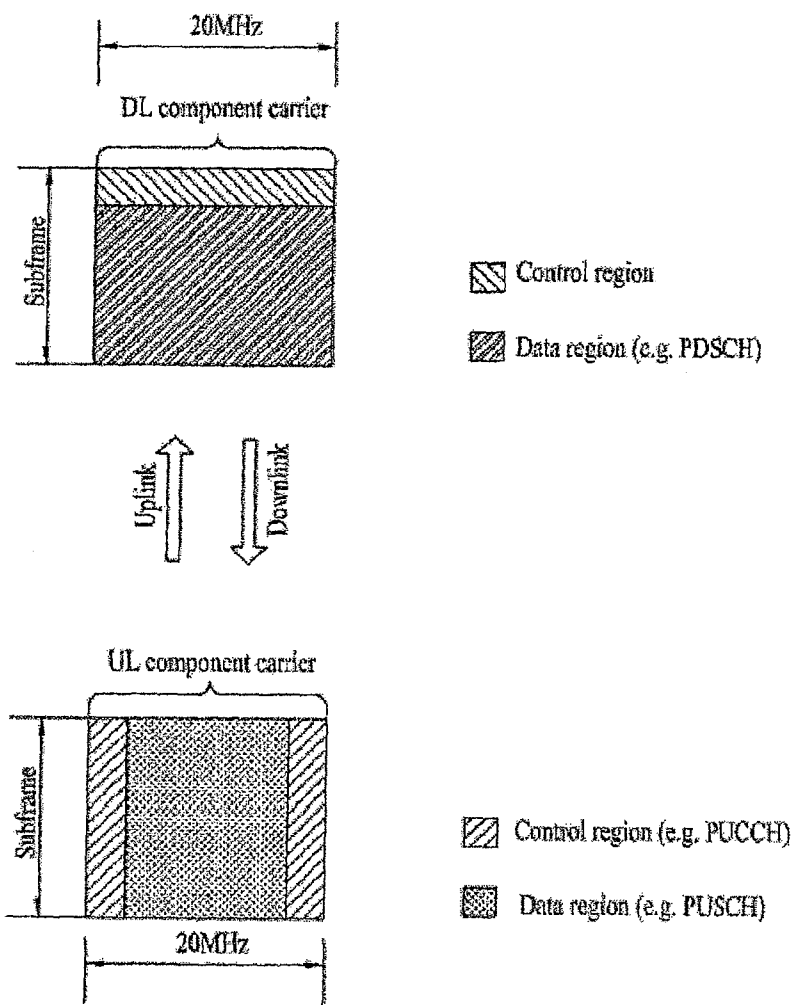 20MHz
DL component carrier
Subframe
Control region
Data region (e.g. PDSCH)
Uplink
Downlink
UL component carrier
Subframe
Control region (e.g. PUCCH)
Data region (e.g. PUSCH)
20MHz